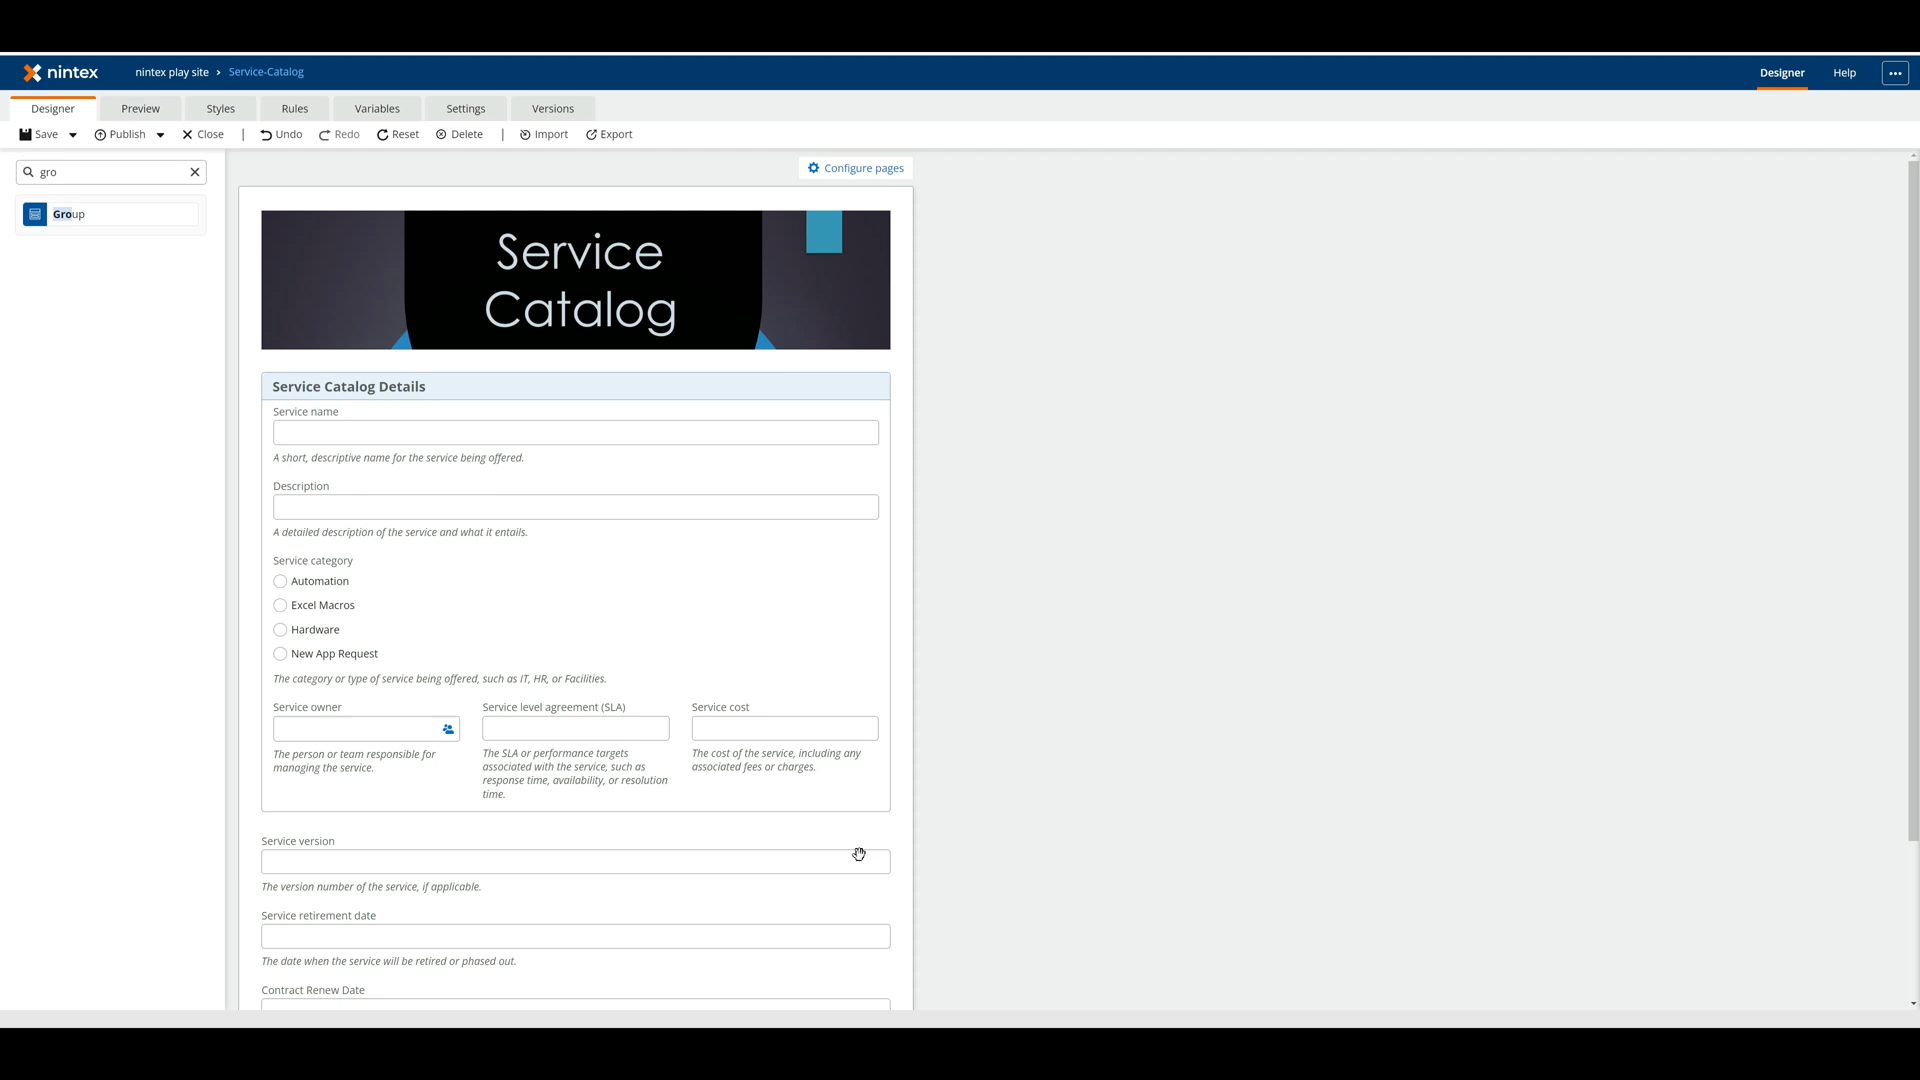 nintex
nintex play site › Service-Catalog
Designer Help
Designer Preview Styles Rules Variables Settings Versions
Save Publish Close | Undo Redo Reset Delete | Import Export
gro
Configure pages
Group
Service
Catalog
Service Catalog Details
Service name
A short, descriptive name for the service being offered.
Description
A detailed description of the service and what it entails.
Service category
Automation
Excel Macros
Hardware
New App Request
The category or type of service being offered, such as IT, HR, or Facilities.
Service owner
The person or team responsible for
managing the service.
Service level agreement (SLA)
The SLA or performance targets
associated with the service, such as
response time, availability, or resolution
time.
Service cost
The cost of the service, including any
associated fees or charges.
Service version
The version number of the service, if applicable.
Service retirement date
The date when the service will be retired or phased out.
Contract Renew Date